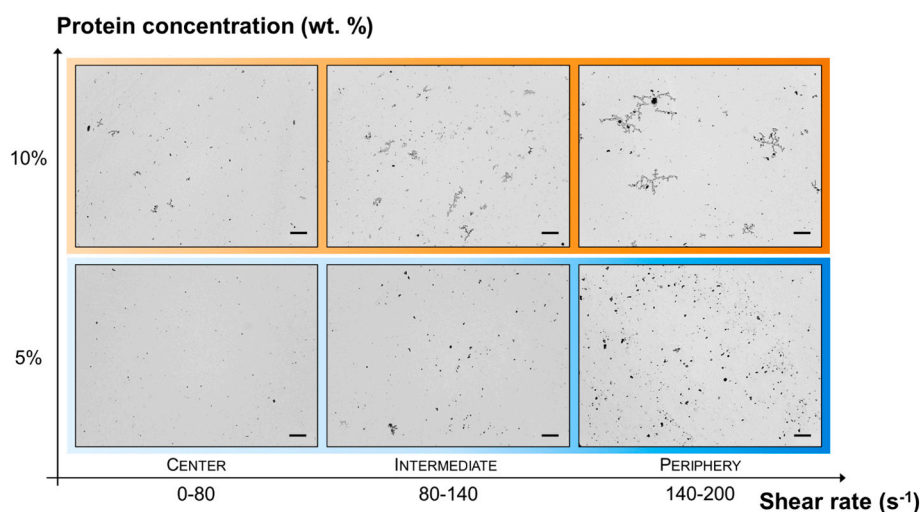 Protein concentration (wt. %)
10%
5%
CENTER INTERMEDIATE PERIPHERY
0-80 80-140 140-200
Shear rate (s⁻¹)